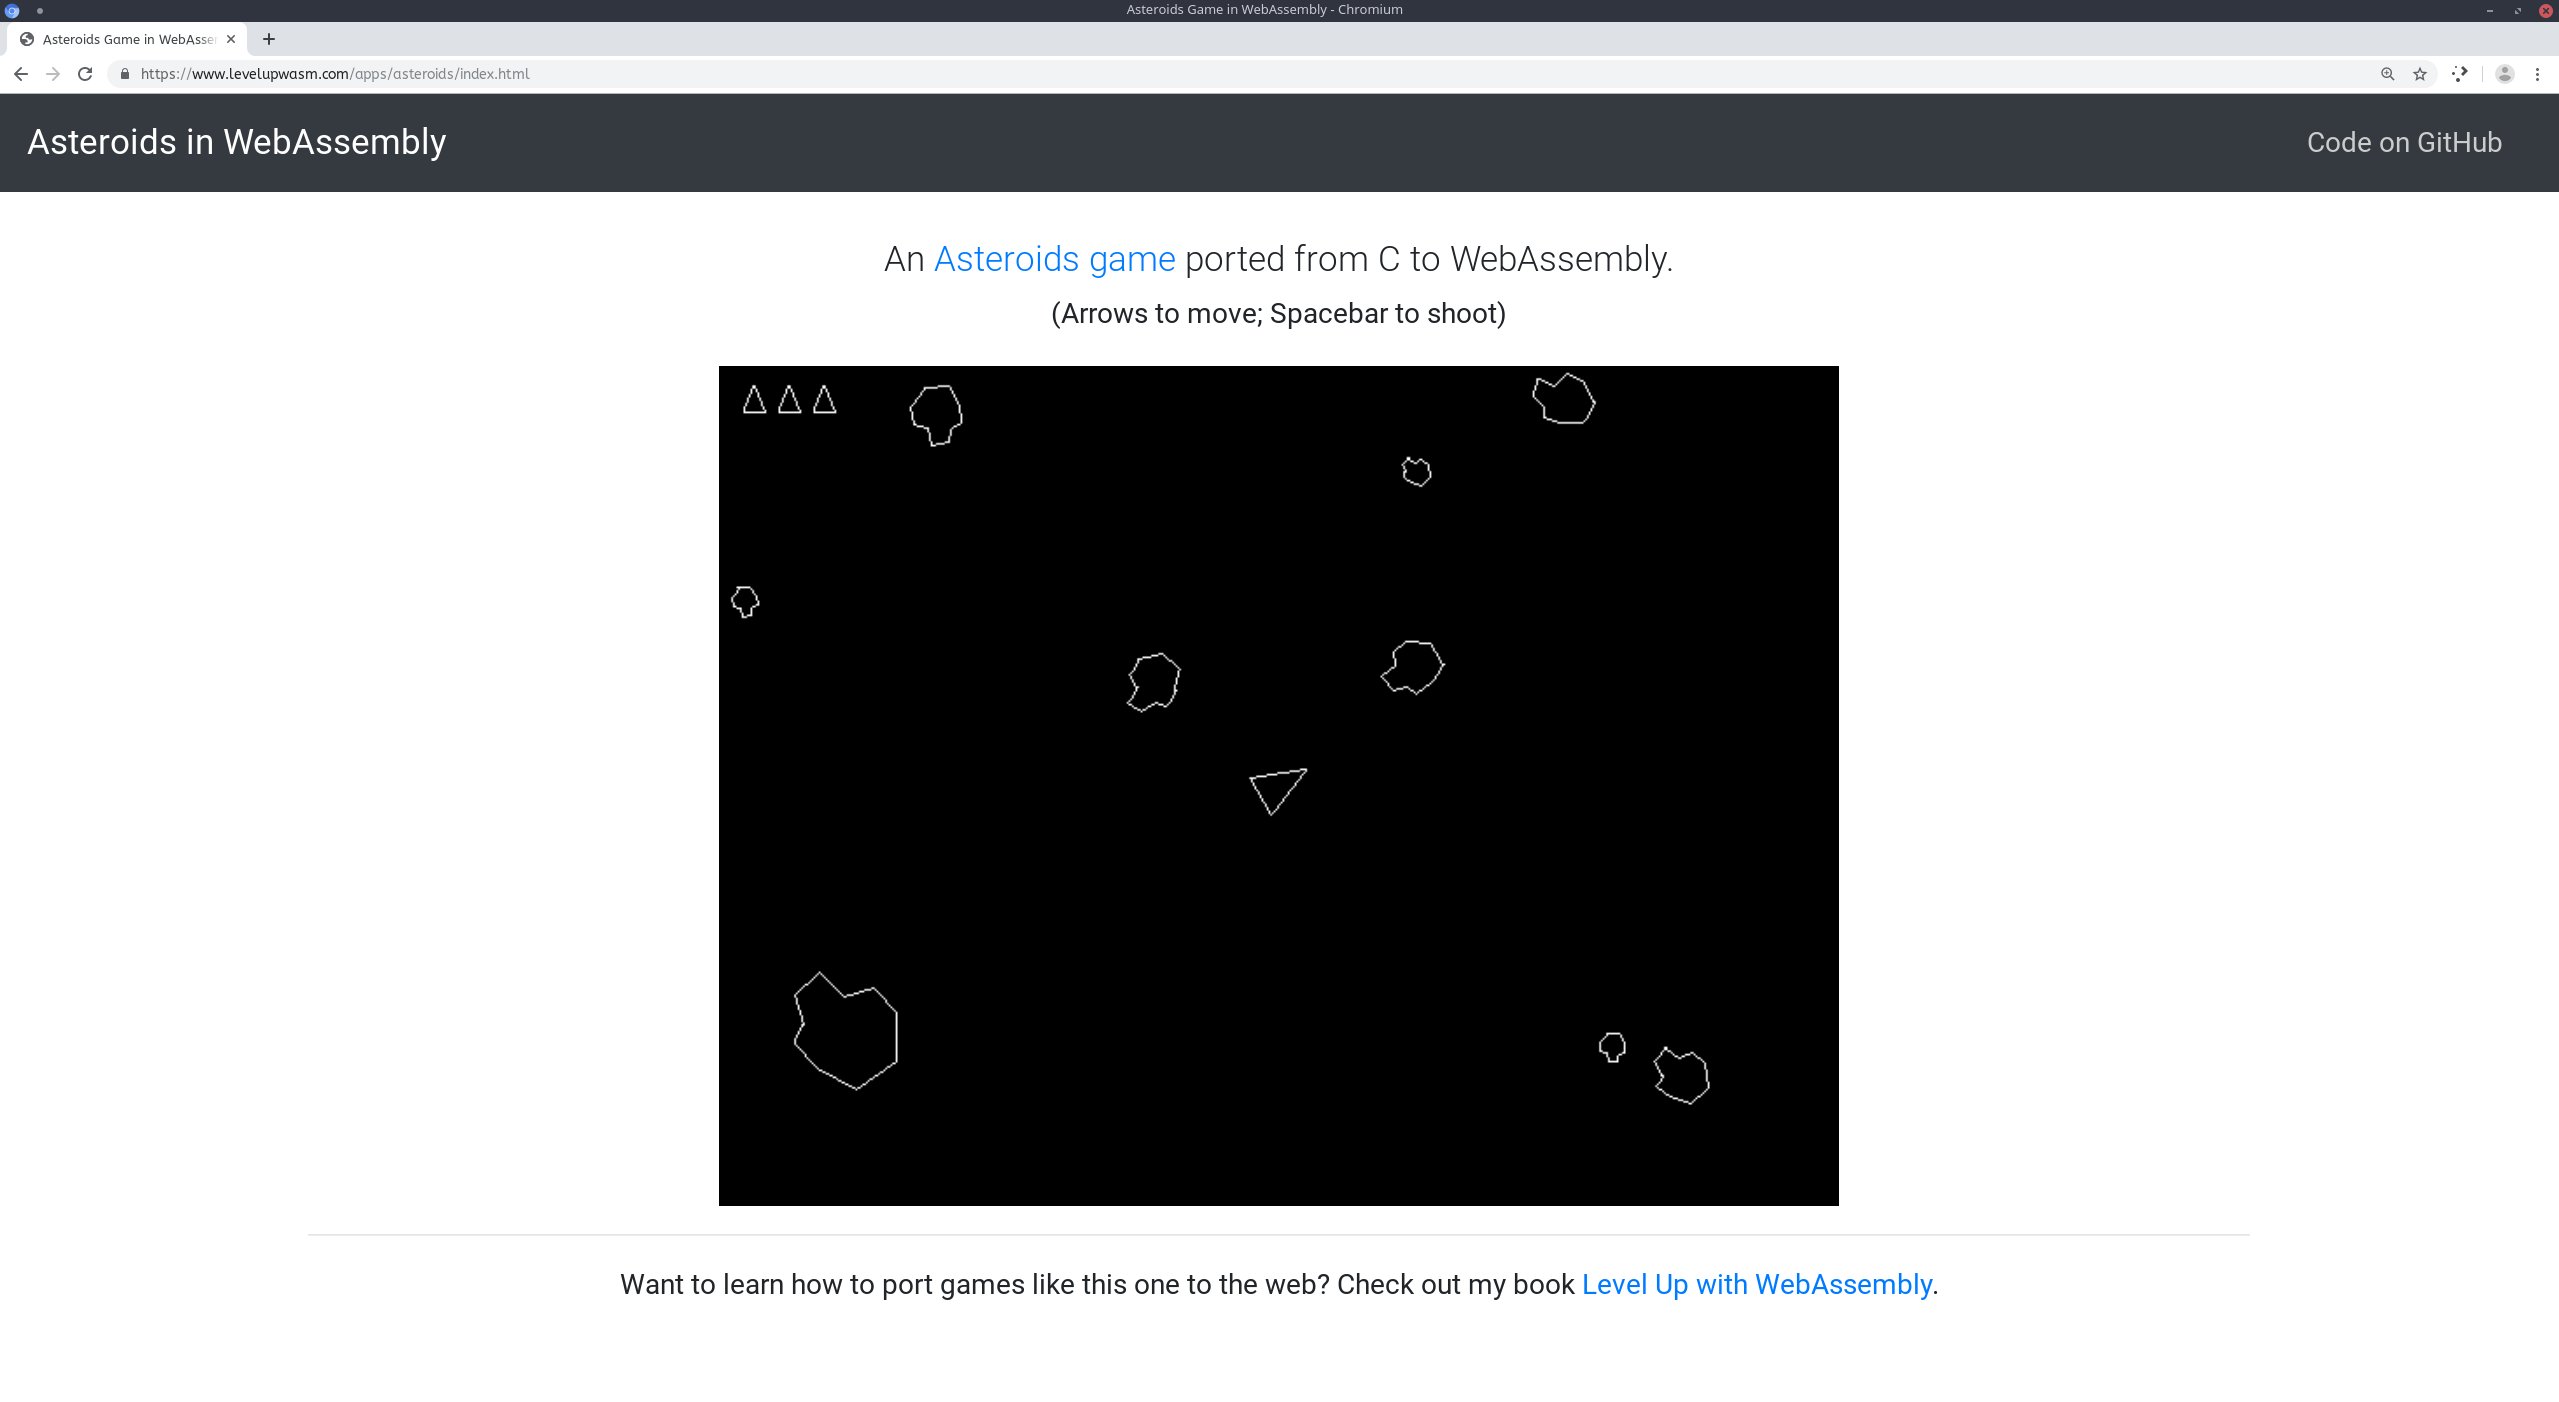 Asteroids Game in WebAssembly - Chromium
Asteroids Game in WebAsse
https://www.levelupwasm.com/apps/asteroids/index.html
Asteroids in WebAssembly
Code on GitHub
An Asteroids game ported from C to WebAssembly.
(Arrows to move; Spacebar to shoot)
Want to learn how to port games like this one to the web? Check out my book Level Up with WebAssembly.